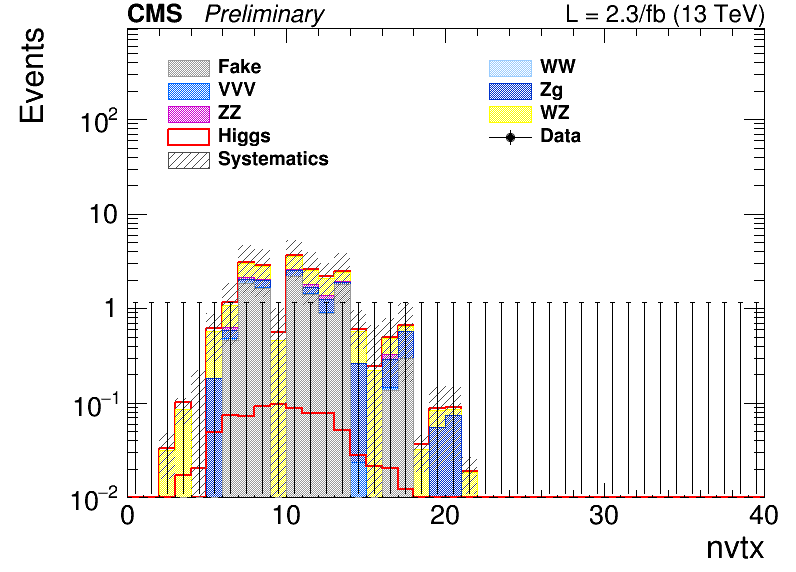 CMS Preliminary L = 2.3/fb (13 TeV)
Events
Fake WW
VVV Zg
ZZ WZ
Higgs Data
Systematics
10²
10
1
10⁻¹
10⁻²
0 10 20 30 40
nvtx